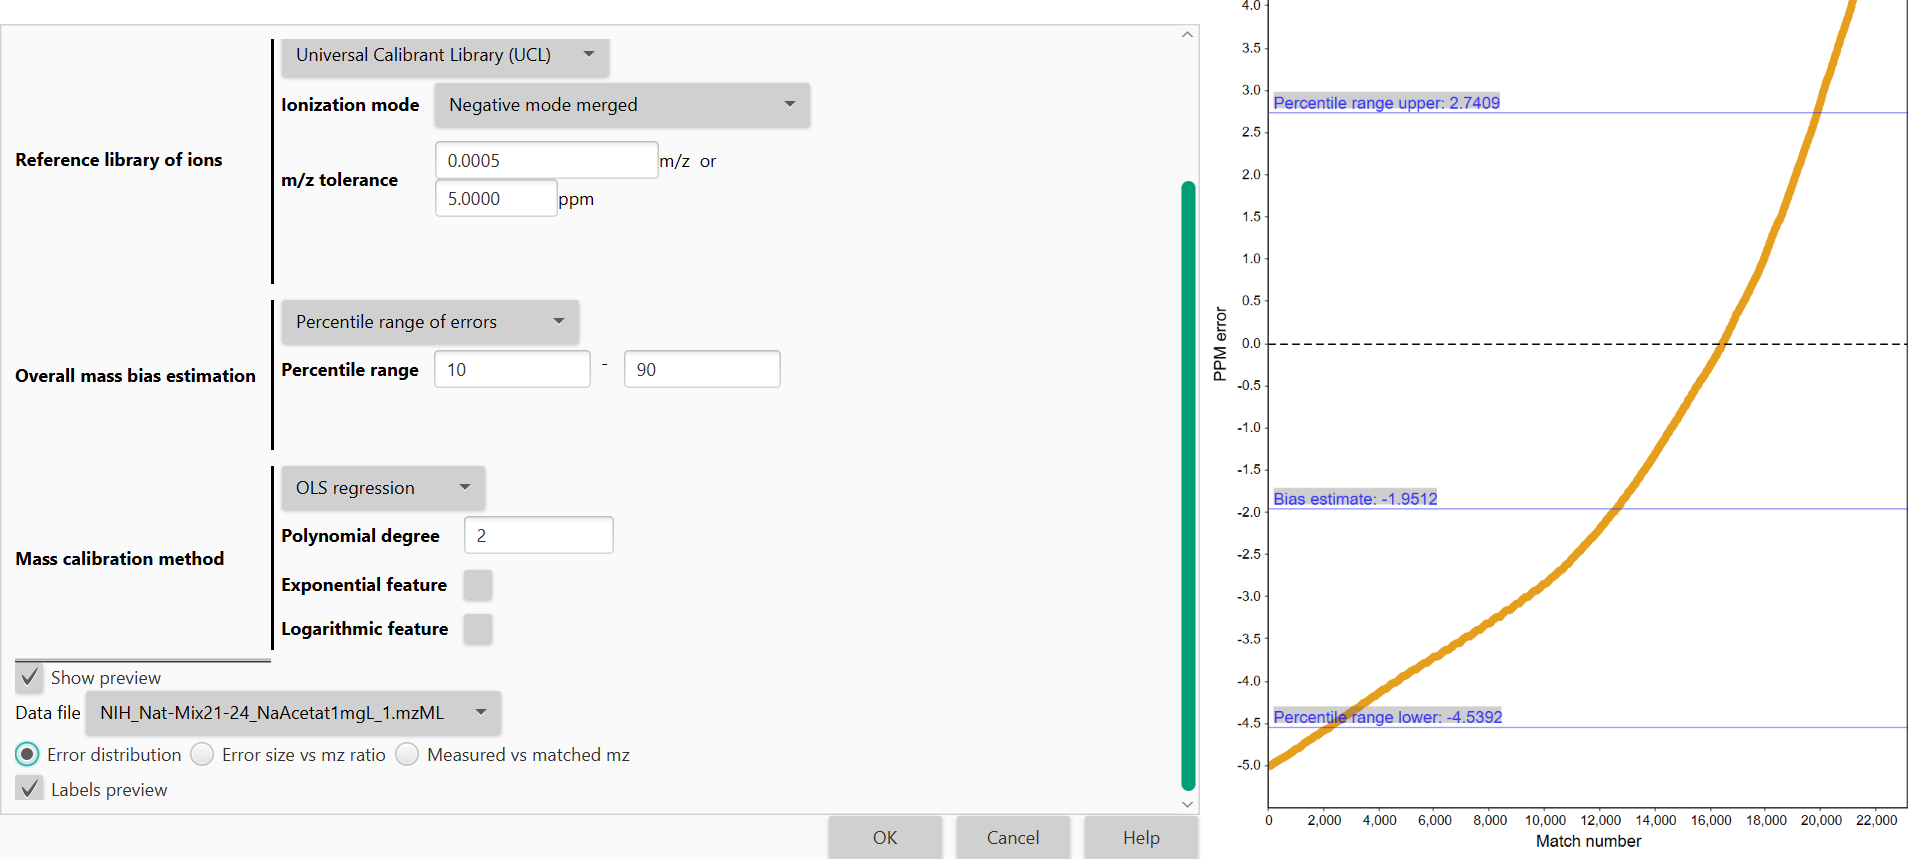 Universal Calibrant Library (UCL)
Ionization mode
Negative mode merged
Reference library of ions
m/z tolerance
0.0005
m/z or
5.0000
ppm
Percentile range of errors
Overall mass bias estimation
Percentile range
10
-
90
OLS regression
Polynomial degree
2
Mass calibration method
Exponential feature
Logarithmic feature
Show preview
Data file
NIH_Nat-Mix21-24_NaAcetat1mgL_1.mzML
Error distribution
Error size vs mz ratio
Measured vs matched mz
Labels preview
OK
Cancel
Help
PPM error
4.0
3.5
3.0
Percentile range upper: 2.7409
2.5
2.0
1.5
1.0
0.5
0.0
-0.5
-1.0
-1.5
Bias estimate: -1.9512
-2.0
-2.5
-3.0
-3.5
-4.0
Percentile range lower: -4.5392
-4.5
-5.0
0
2,000
4,000
6,000
8,000
10,000
12,000
14,000
16,000
18,000
20,000
22,000
Match number